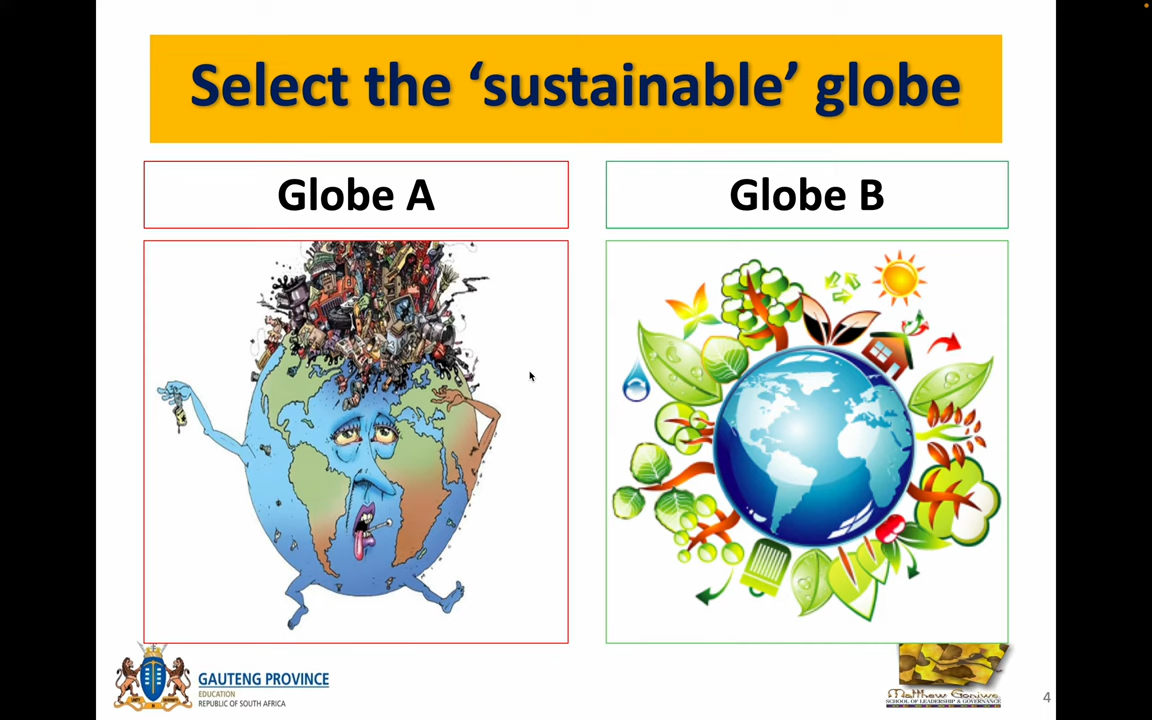 Select the ‘sustainable’ globe
Globe A
Globe B
GAUTENG PROVINCE
EDUCATION
REPUBLIC OF SOUTH AFRICA
Matthew Goniwe
SCHOOL OF LEADERSHIP & GOVERNANCE
4